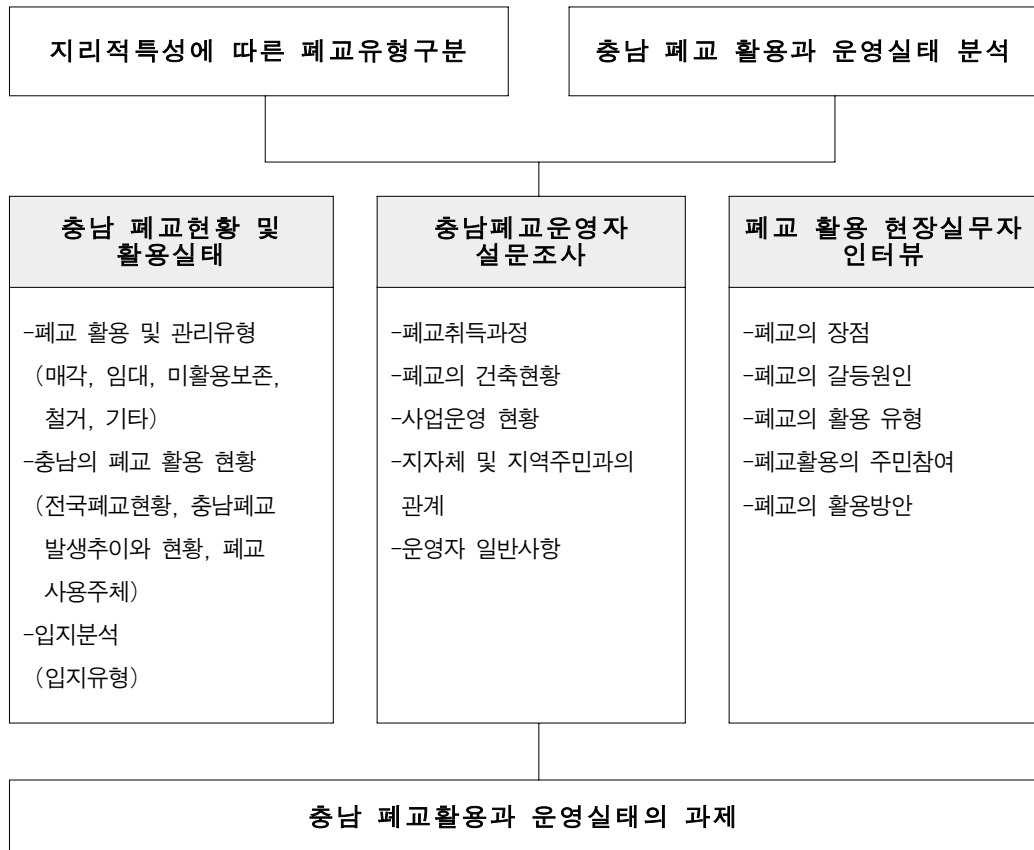 지리적특성에 따른 폐교유형구분
충남 폐교 활용과 운영실태 분석
충남 폐교현황 및
활용실태
-폐교 활용 및 관리유형
(매각, 임대, 미활용보존,
철거, 기타)
-충남의 폐교 활용 현황
(전국폐교현황, 충남폐교
발생추이와 현황, 폐교
사용주체)
-입지분석
(입지유형)
충남폐교운영자
설문조사
-폐교취득과정
-폐교의 건축현황
-사업운영 현황
-지자체 및 지역주민과의
관계
-운영자 일반사항
폐교 활용 현장실무자
인터뷰
-폐교의 장점
-폐교의 갈등원인
-폐교의 활용 유형
-폐교활용의 주민참여
-폐교의 활용방안
충남 폐교활용과 운영실태의 과제